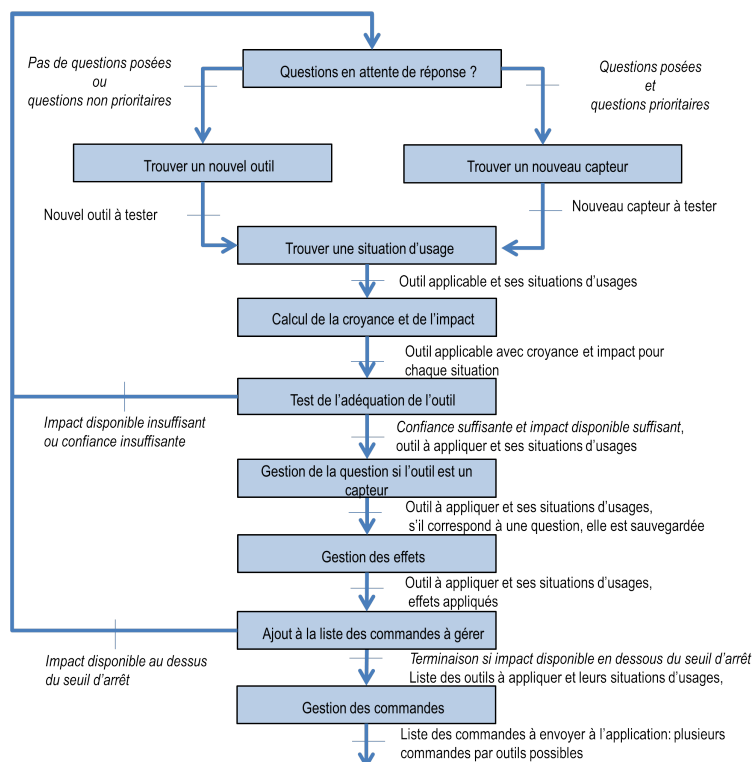 Pas de questions posées
ou
questions non prioritaires
Questions en attente de réponse ?
Questions posées
et
questions prioritaires
Trouver un nouvel outil
Trouver un nouveau capteur
Nouvel outil à tester
Nouveau capteur à tester
Trouver une situation d’usage
Outil applicable et ses situations d’usages
Calcul de la croyance et de l’impact
Outil applicable avec croyance et impact pour
chaque situation
Test de l’adéquation de l’outil
Impact disponible insuffisant
ou confiance insuffisante
Confiance suffisante et impact disponible suffisant,
outil à appliquer et ses situations d’usages
Gestion de la question si l’outil est un
capteur
Outil à appliquer et ses situations d’usages,
s’il correspond à une question, elle est sauvegardée
Gestion des effets
Outil à appliquer et ses situations d’usages,
effets appliqués
Ajout à la liste des commandes à gérer
Impact disponible au dessus
du seuil d’arrêt
Terminaison si impact disponible en dessous du seuil d’arrêt
Liste des outils à appliquer et leurs situations d’usages,
Gestion des commandes
Liste des commandes à envoyer à l’application: plusieurs
commandes par outils possibles